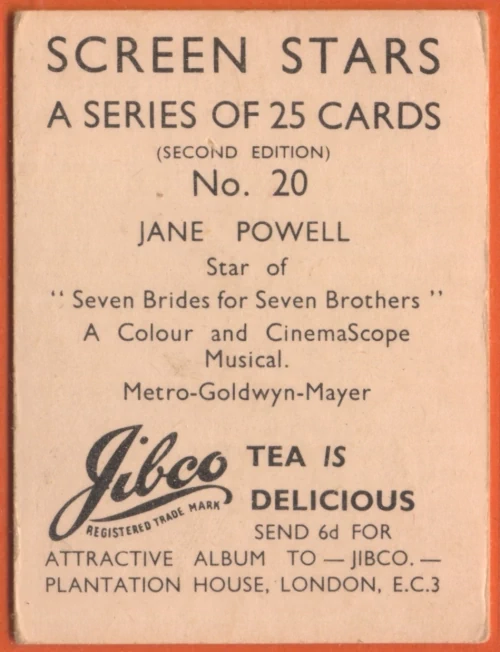 SCREEN STARS
A SERIES OF 25 CARDS
(SECOND EDITION)
No. 20
JANE POWELL
Star of
“ Seven Brides for Seven Brothers ”
A Colour and CinemaScope
Musical.
Metro-Goldwyn-Mayer
Jibco
REGISTERED TRADE MARK
TEA IS
DELICIOUS
SEND 6d FOR
ATTRACTIVE ALBUM TO — JIBCO. —
PLANTATION HOUSE, LONDON, E.C.3